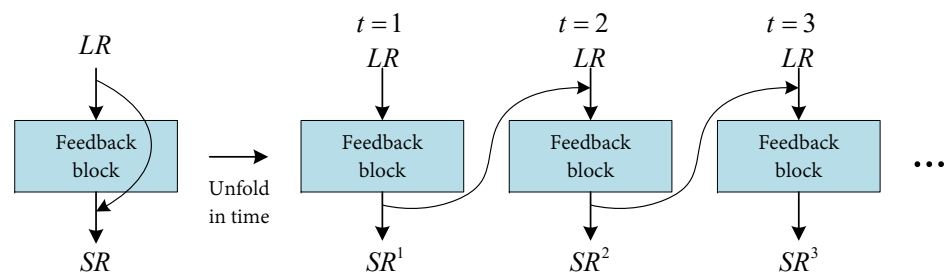 LR
Feedback
block
SR
Unfold
in time
t = 1
LR
Feedback
block
SR¹
t = 2
LR
Feedback
block
SR²
t = 3
LR
Feedback
block
SR³
...